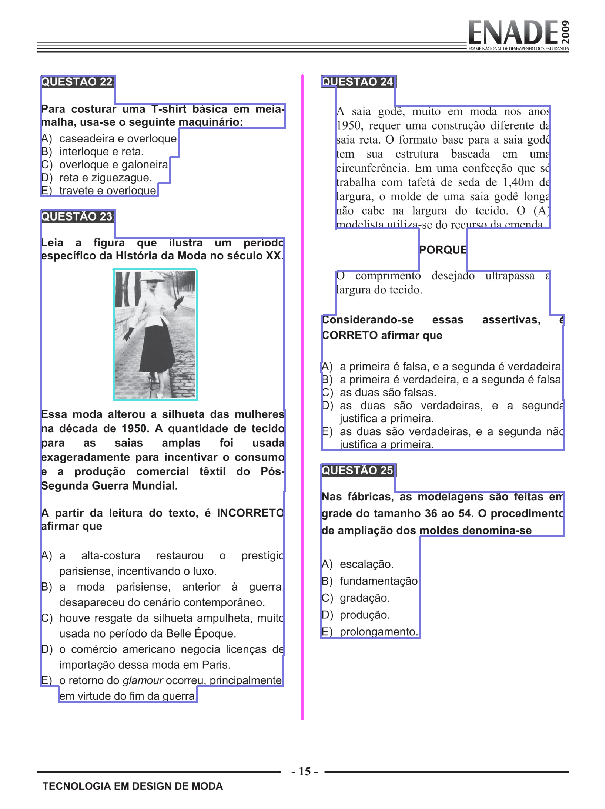 ENADE 2009
EXAME NACIONAL DE DESEMPENHO DOS ESTUDANTES
QUESTÃO 22
Para costurar uma T-shirt básica em meia-
malha, usa-se o seguinte maquinário:
A) caseadeira e overloque
B) interloque e reta.
C) overloque e galoneira
D) reta e ziguezague.
E) travete e overloque
QUESTÃO 23
Leia a figura que ilustra um período
específico da História da Moda no século XX.
Essa moda alterou a silhueta das mulheres
na década de 1950. A quantidade de tecido
para as saias amplas foi usada
exageradamente para incentivar o consumo
e a produção comercial têxtil do Pós-
Segunda Guerra Mundial.
A partir da leitura do texto, é INCORRETO
afirmar que
A) a alta-costura restaurou o prestígio
parisiense, incentivando o luxo.
B) a moda parisiense, anterior à guerra,
desapareceu do cenário contemporâneo.
C) houve resgate da silhueta ampulheta, muito
usada no período da Belle Époque.
D) o comércio americano negocia licenças de
importação dessa moda em Paris.
E) o retorno do glamour ocorreu, principalmente,
em virtude do fim da guerra
QUESTÃO 24
A saia godê, muito em moda nos anos
1950, requer uma construção diferente da
saia reta. O formato base para a saia godê
tem sua estrutura baseada em uma
circunferência. Em uma confecção que só
trabalha com tafetá de seda de 1,40m de
largura, o molde de uma saia godê longa
não cabe na largura do tecido. O (A)
modelista utiliza-se do recurso da emenda
PORQUE
O comprimento desejado ultrapassa a
largura do tecido.
Considerando-se essas assertivas, é
CORRETO afirmar que
A) a primeira é falsa, e a segunda é verdadeira
B) a primeira é verdadeira, e a segunda é falsa
C) as duas são falsas.
D) as duas são verdadeiras, e a segunda
justifica a primeira.
E) as duas são verdadeiras, e a segunda não
justifica a primeira.
QUESTÃO 25
Nas fábricas, as modelagens são feitas em
grade do tamanho 36 ao 54. O procedimento
de ampliação dos moldes denomina-se
A) escalação.
B) fundamentação
C) gradação.
D) produção.
E) prolongamento.
- 15 -
TECNOLOGIA EM DESIGN DE MODA